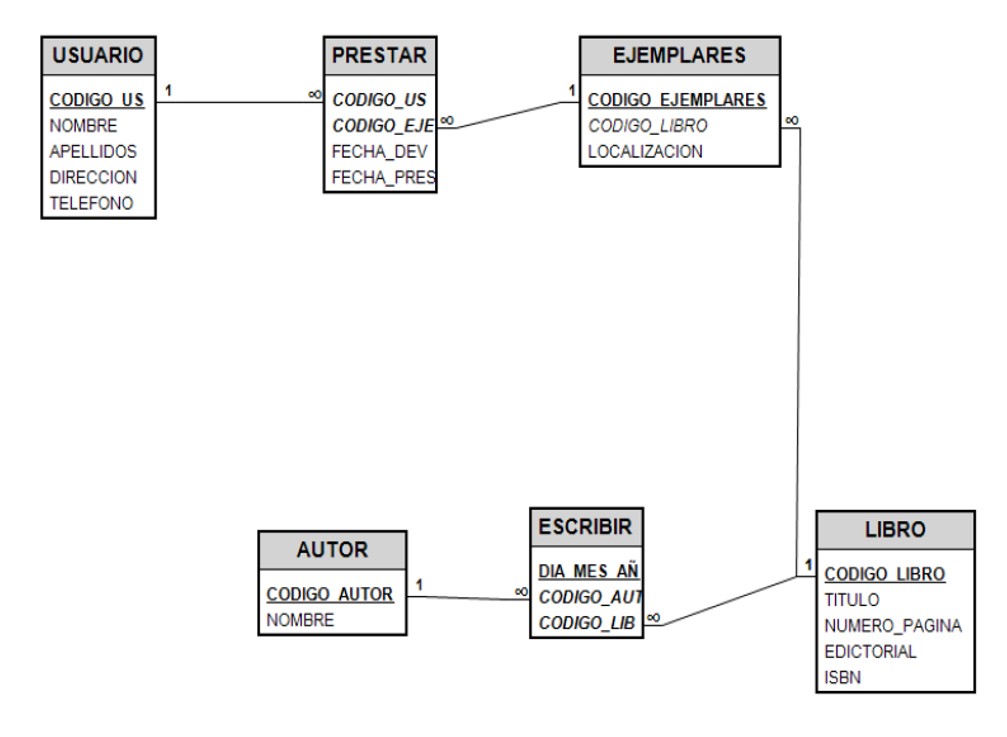 USUARIO
CODIGO_US
NOMBRE
APELLIDOS
DIRECCION
TELEFONO
1
∞
PRESTAR
CODIGO_US
CODIGO_EJE
FECHA_DEV
FECHA_PRES
∞
1
EJEMPLARES
CODIGO_EJEMPLARES
CODIGO_LIBRO
LOCALIZACION
∞
AUTOR
CODIGO_AUTOR
NOMBRE
1
∞
ESCRIBIR
DIA_MES_AÑ
CODIGO_AUT
CODIGO_LIB
∞
1
LIBRO
CODIGO_LIBRO
TITULO
NUMERO_PAGINA
EDICTORIAL
ISBN